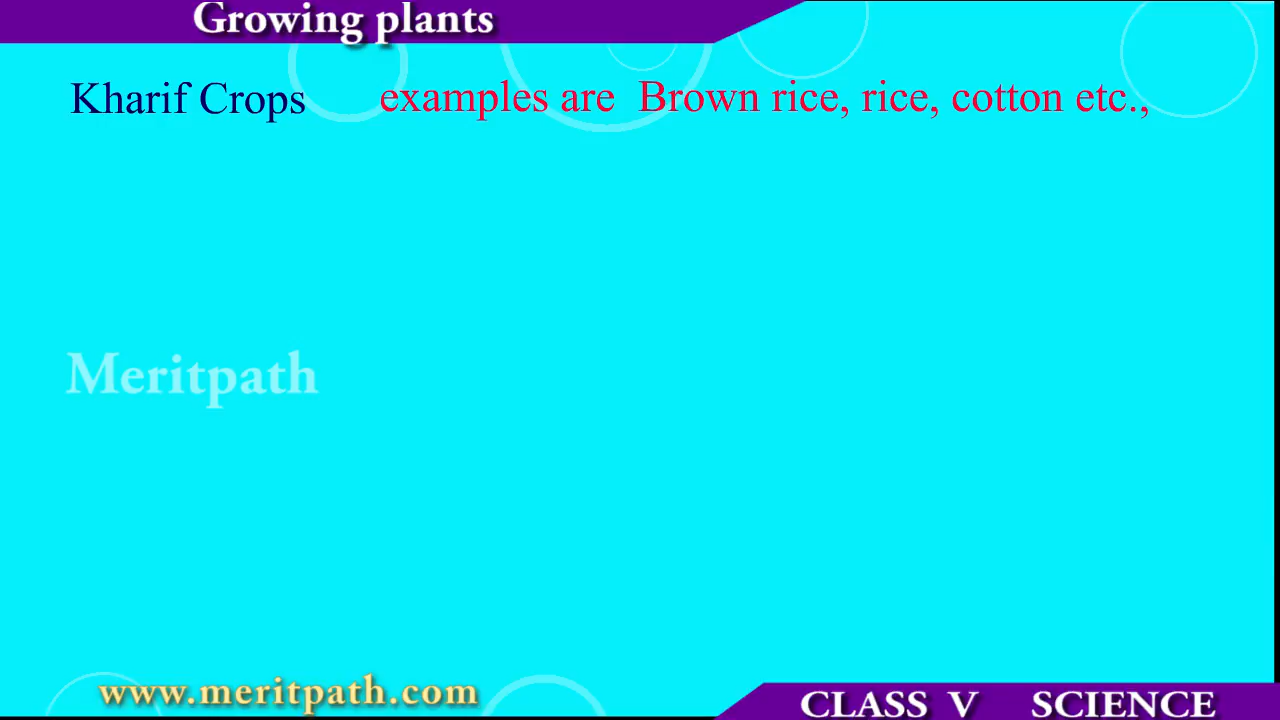 Growing plants
Kharif Crops examples are Brown rice, rice, cotton etc.,
Meritpath
www.meritpath.com
CLASS V SCIENCE